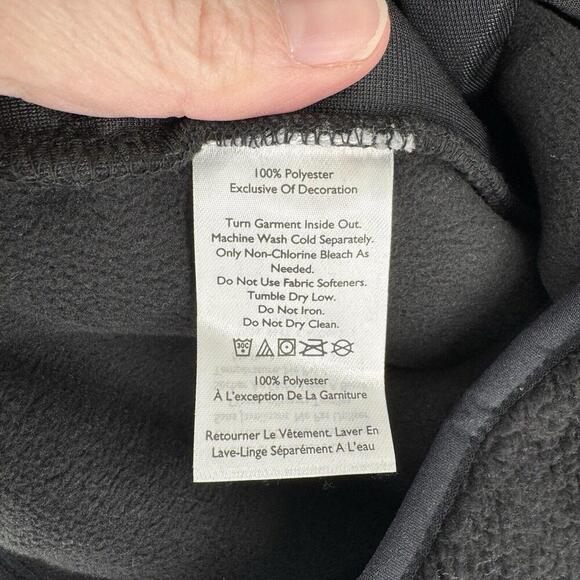 100% Polyester
Exclusive Of Decoration
Turn Garment Inside Out.
Machine Wash Cold Separately.
Only Non-Chlorine Bleach As
Needed.
Do Not Use Fabric Softeners.
Tumble Dry Low.
Do Not Iron.
Do Not Dry Clean.
30C
100% Polyester
À L'exception De La Garniture
Retourner Le Vêtement. Laver En
Lave-Linge Séparément A L'eau